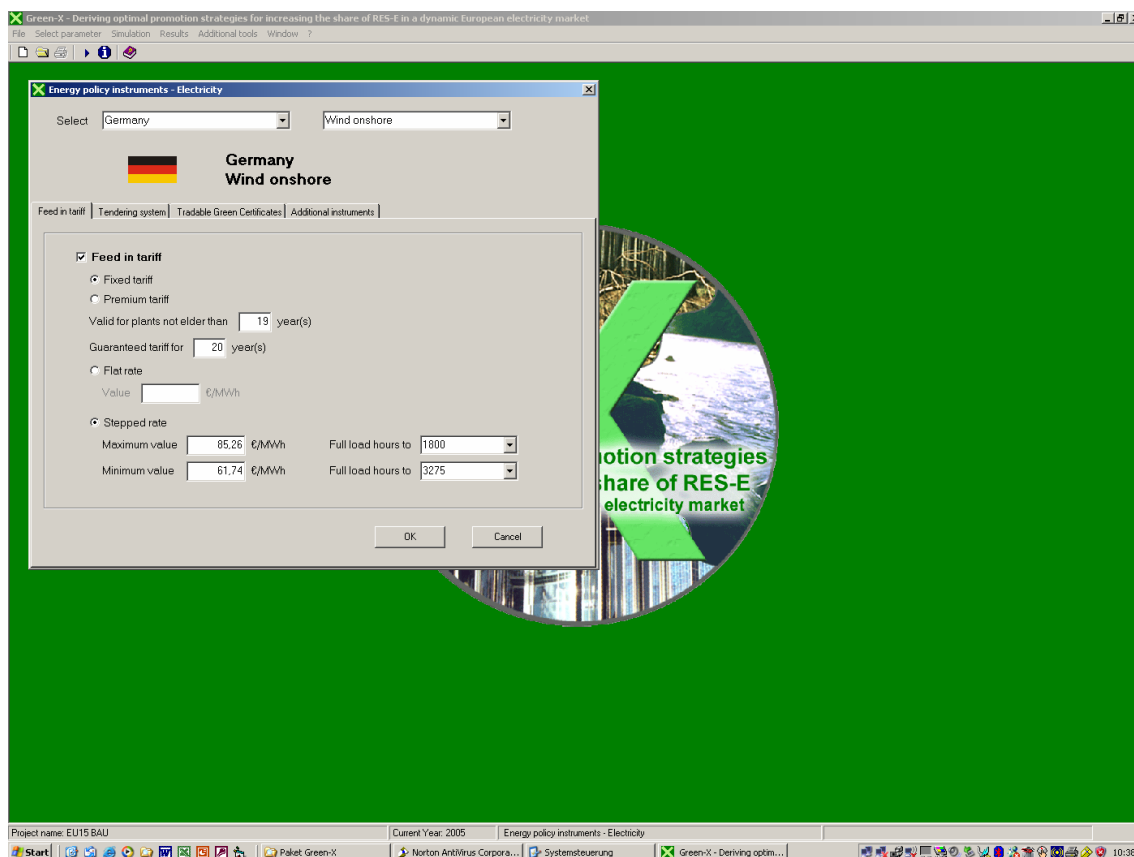 Green-X - Deriving optimal promotion strategies for increasing the share of RES-E in a dynamic European electricity market
File Select parameter Simulation Results Additional tools Window ?
Energy policy instruments - Electricity
Select Germany Wind onshore
Germany
Wind onshore
Feed in tariff Tendering system Tradable Green Certificates Additional instruments
Feed in tariff
Fixed tariff
Premium tariff
Valid for plants not elder than 19 year(s)
Guaranteed tariff for 20 year(s)
Flat rate
Value €/MWh
Stepped rate
Maximum value 85,26 €/MWh Full load hours to 1800
Minimum value 61,74 €/MWh Full load hours to 3275
OK Cancel
otion strategies
hare of RES-E
electricity market
Project name: EU15 BAU Current Year: 2005 Energy policy instruments - Electricity
Start Paket Green-X Norton AntiVirus Corpora... Systemsteuerung Green-X - Deriving optim... 10:38